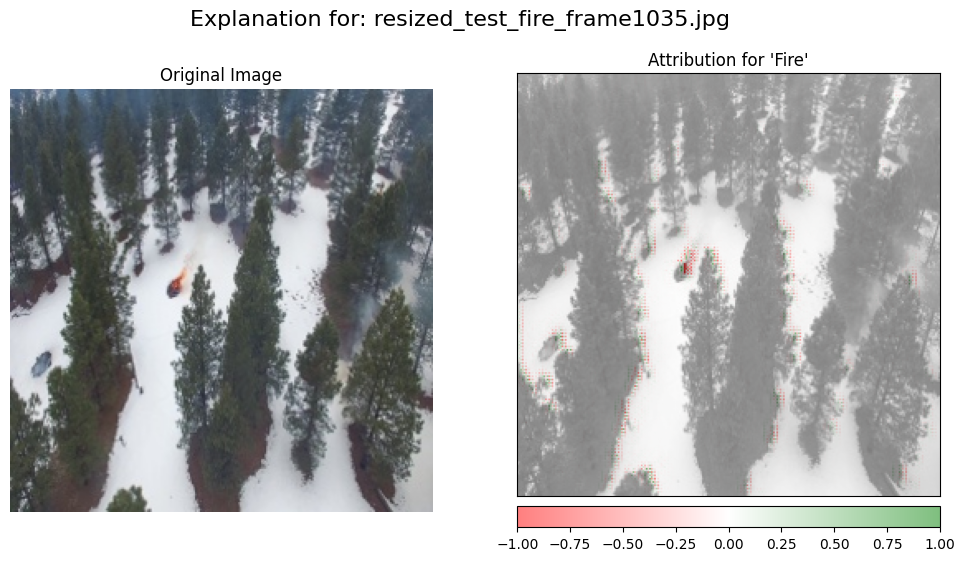 Explanation for: resized_test_fire_frame1035.jpg
Original Image
Attribution for 'Fire'
−1.00 −0.75 −0.50 −0.25 0.00 0.25 0.50 0.75 1.00